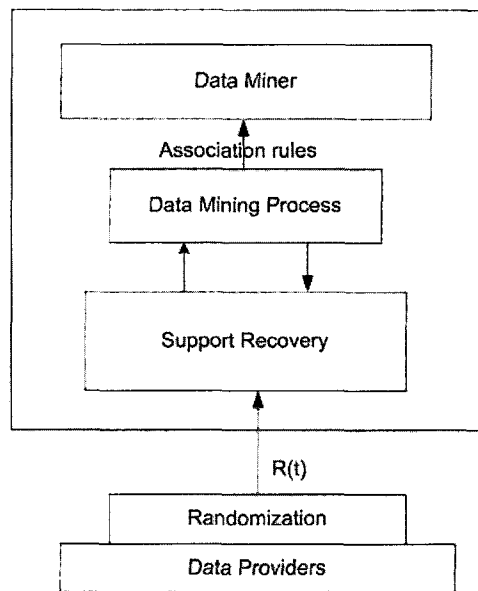 Data Miner
Association rules
Data Mining Process
Support Recovery
R(t)
Randomization
Data Providers